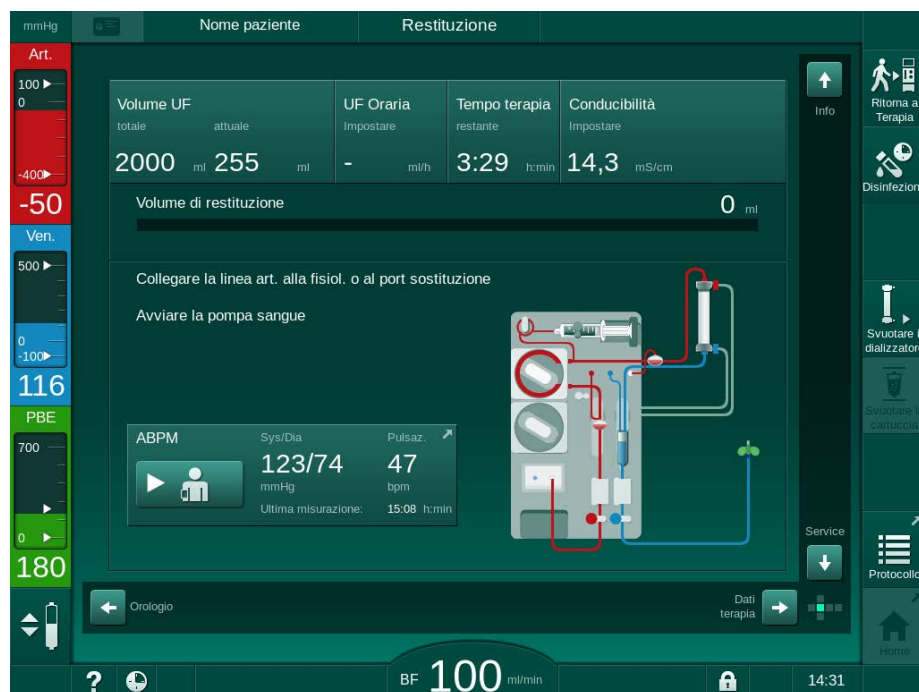 mmHg
Nome paziente
Restituzione
Art.
100
0
-400
-50
Ven.
500
0
-100
116
PBE
700
0
180
Volume UF
totale
attuale
2000 ml 255 ml
UF Oraria
Impostare
- ml/h
Tempo terapia
restante
3:29 h:min
Conducibilità
Impostare
14,3 mS/cm
Volume di restituzione
0 ml
Collegare la linea art. alla fisiol. o al port sostituzione
Avviare la pompa sangue
ABPM
Sys/Dia
Pulsaz.
123/74
47
mmHg
bpm
Ultima misurazione: 15:08 h:min
Info
Service
Orologio
Dati
terapia
Ritorna a
Terapia
Disinfezion
Svuotare i
dializzatore
Svuotare l
cartuccia
Protocollo
Home
?
BF 100 ml/min
14:31